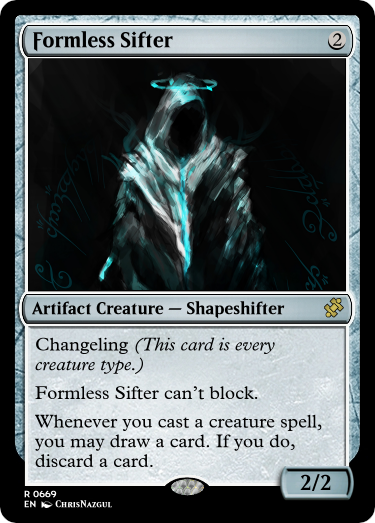 Formless Sifter
2
Artifact Creature — Shapeshifter
Changeling (This card is every
creature type.)
Formless Sifter can't block.
Whenever you cast a creature spell,
you may draw a card. If you do,
discard a card.
2/2
R 0669
EN ChrisNazgul